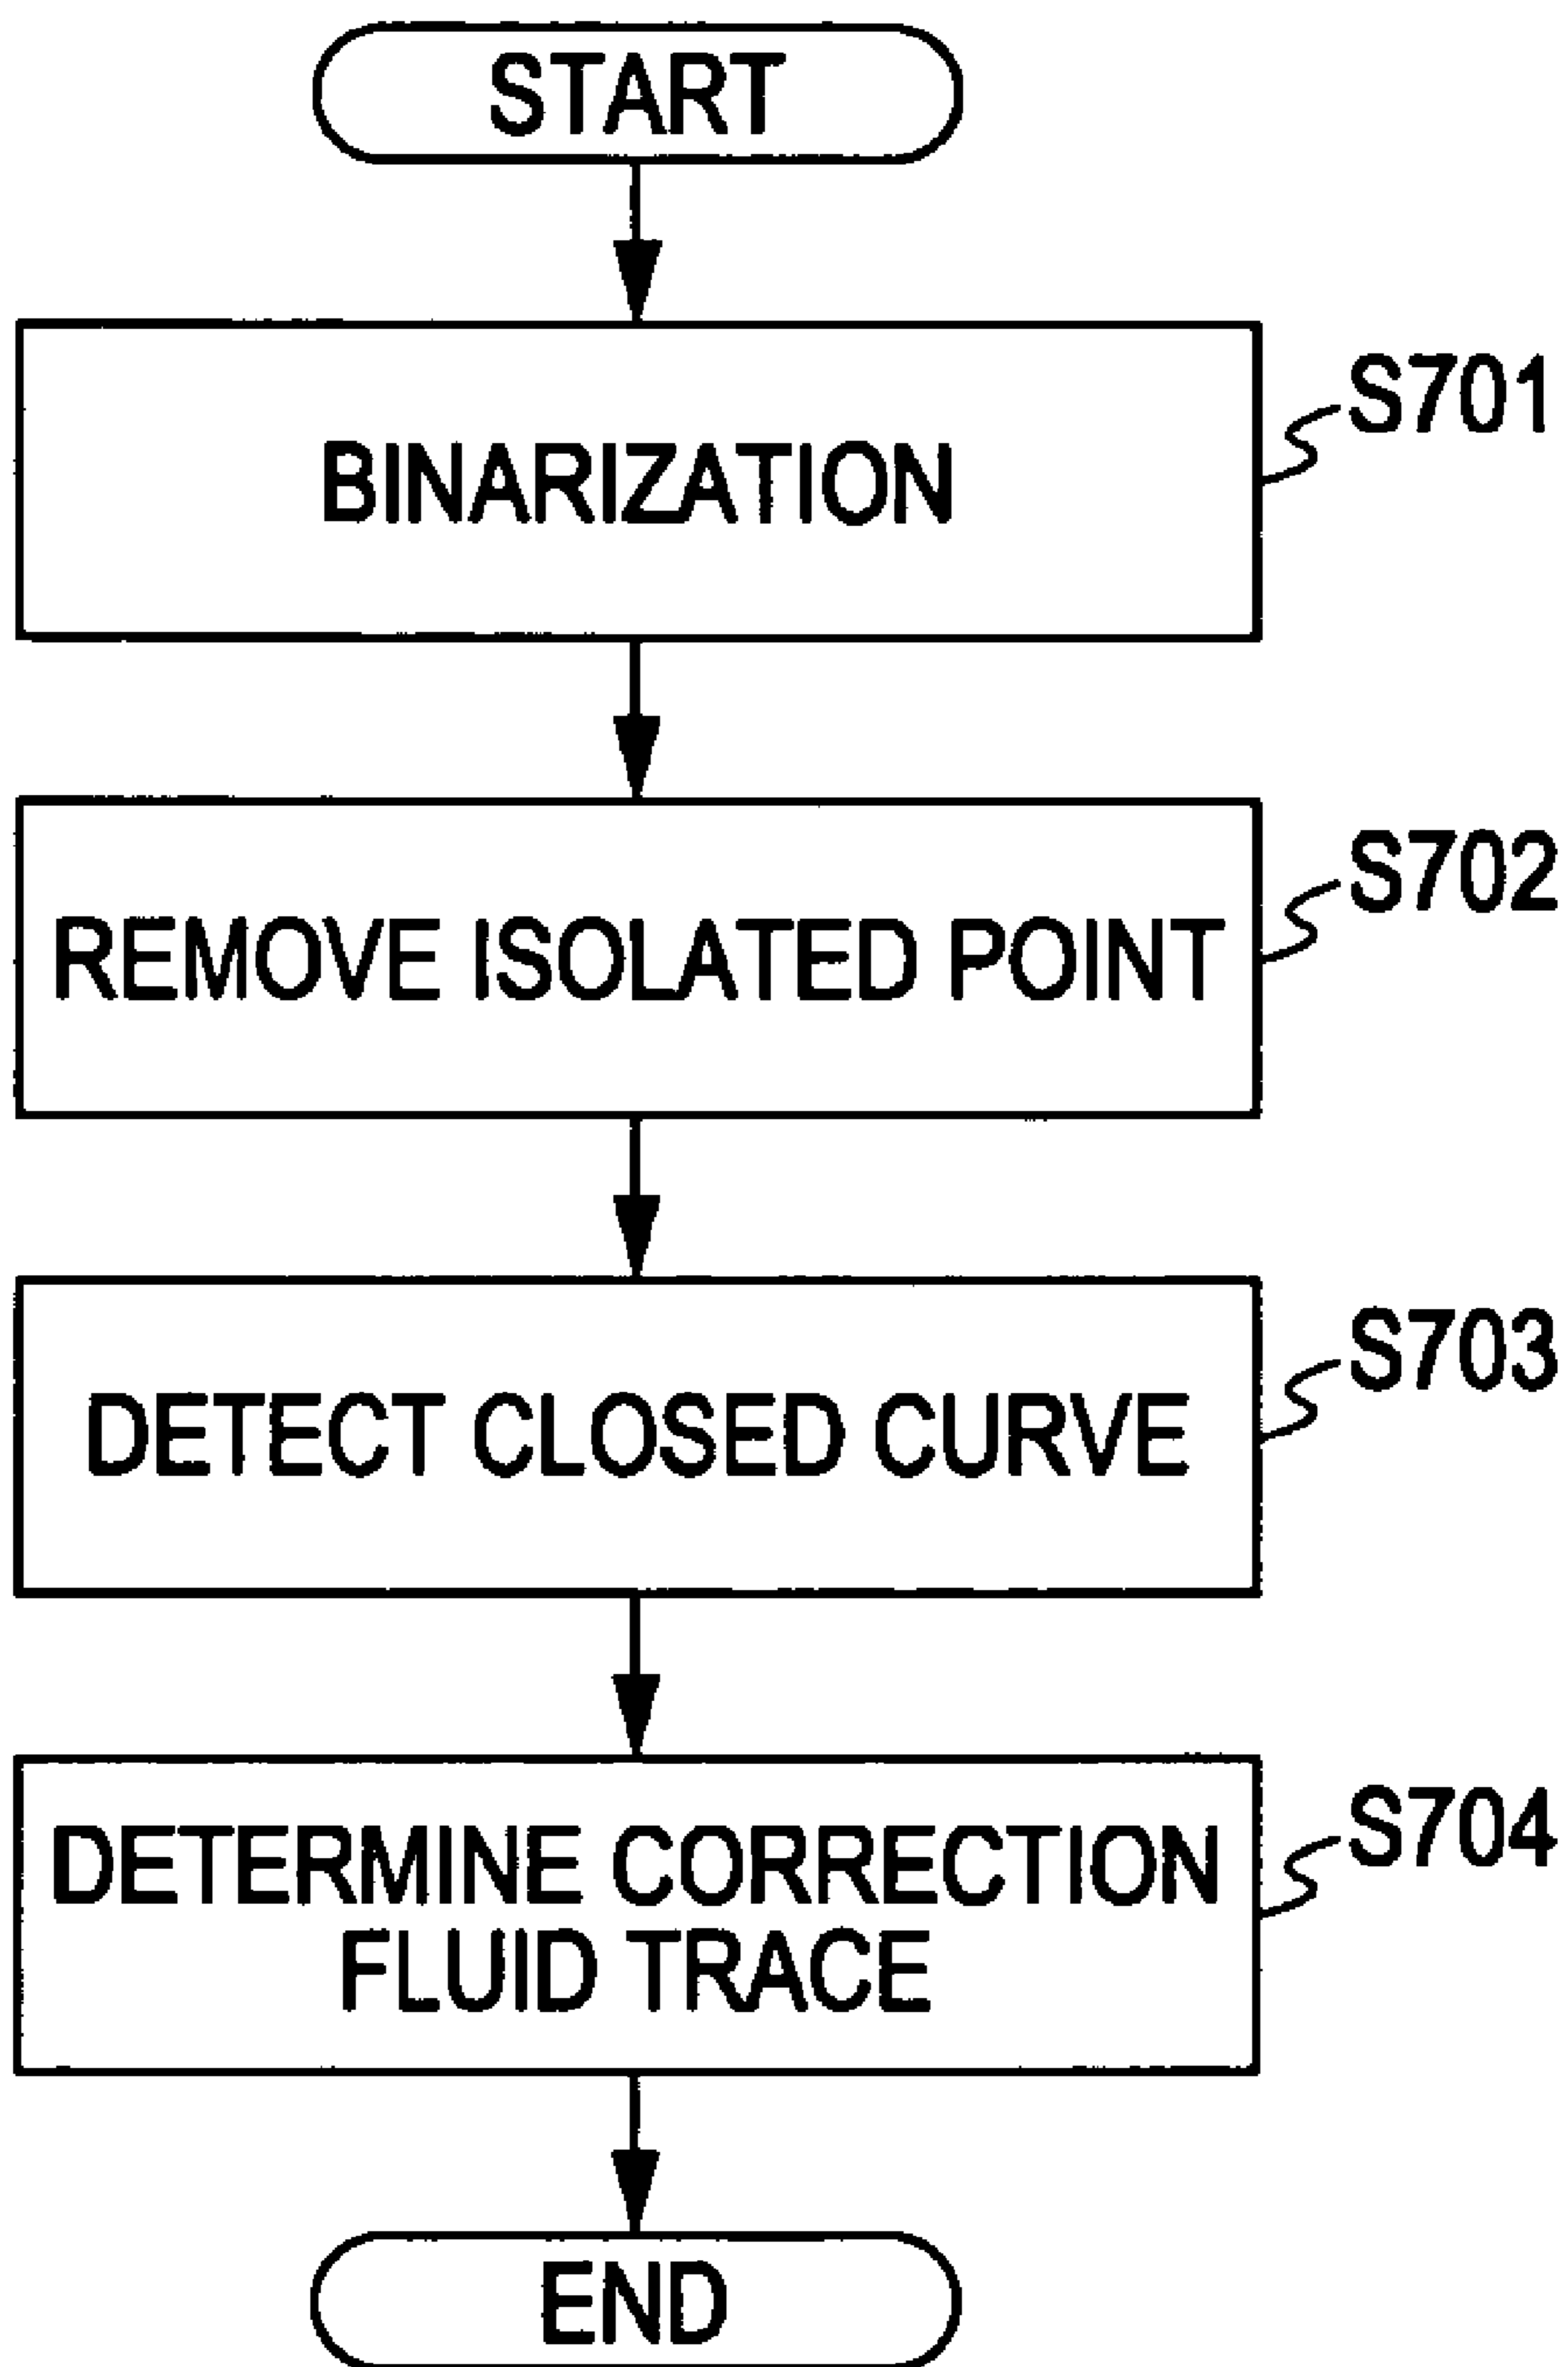 START
BINARIZATION
S701
REMOVE ISOLATED POINT
S702
DETECT CLOSED CURVE
S703
DETERMINE CORRECTION
FLUID TRACE
S704
END